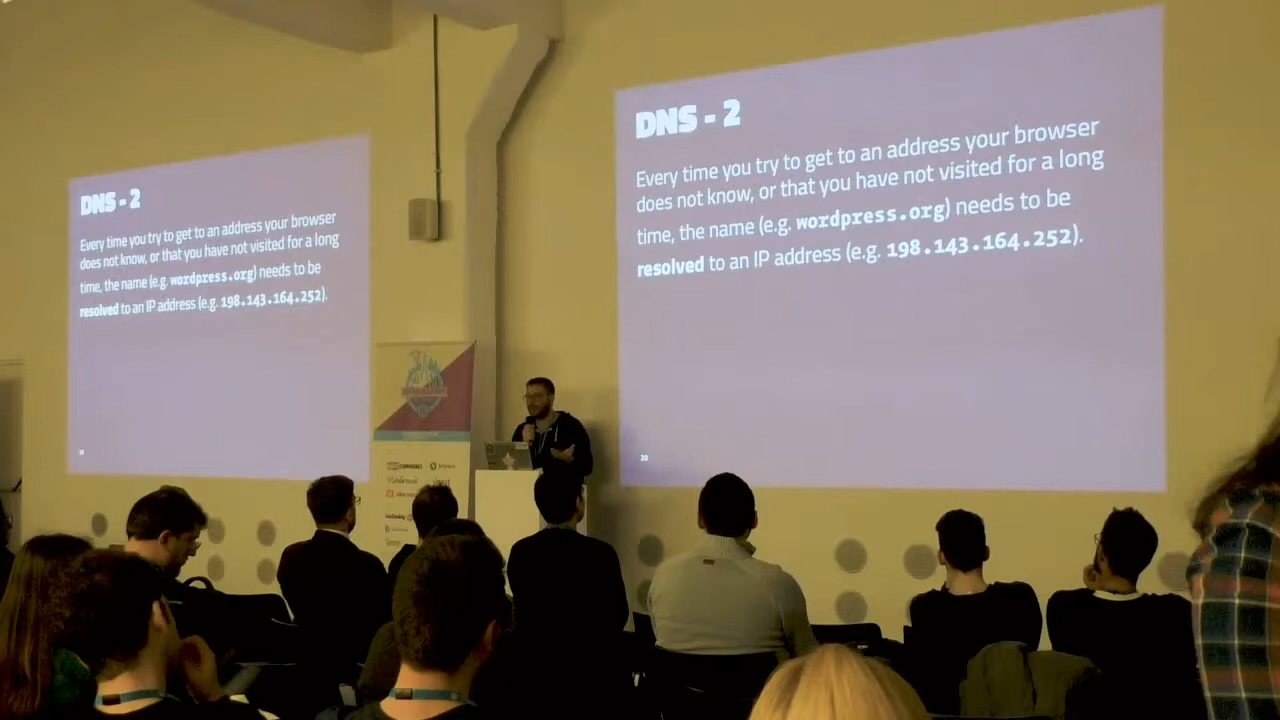 DNS - 2
Every time you try to get to an address your browser
does not know, or that you have not visited for a long
time, the name (e.g. wordpress.org) needs to be
resolved to an IP address (e.g. 198.143.164.252).
DNS - 2
Every time you try to get to an address your browser
does not know, or that you have not visited for a long
time, the name (e.g. wordpress.org) needs to be
resolved to an IP address (e.g. 198.143.164.252).
20
GoDaddy